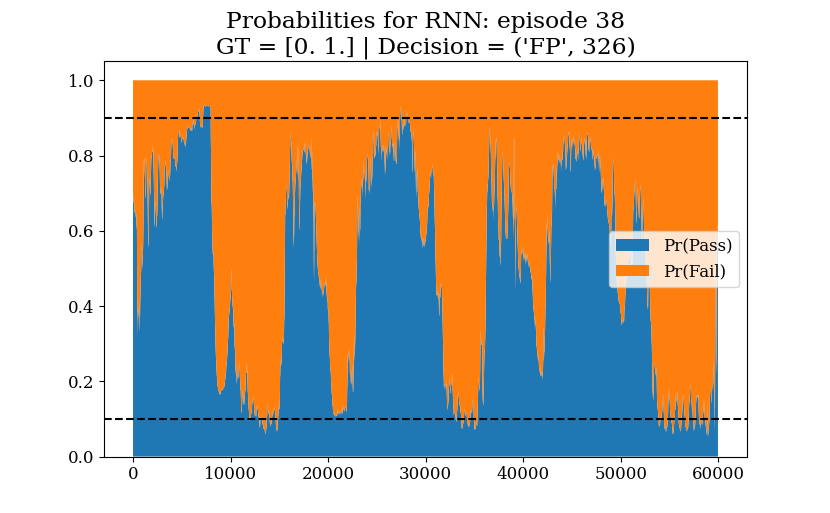 Probabilities for RNN: episode 38
GT = [0. 1.] | Decision = ('FP', 326)
1.0
0.8
0.6
0.4
0.2
0.0
Pr(Pass)
Pr(Fail)
0 10000 20000 30000 40000 50000 60000